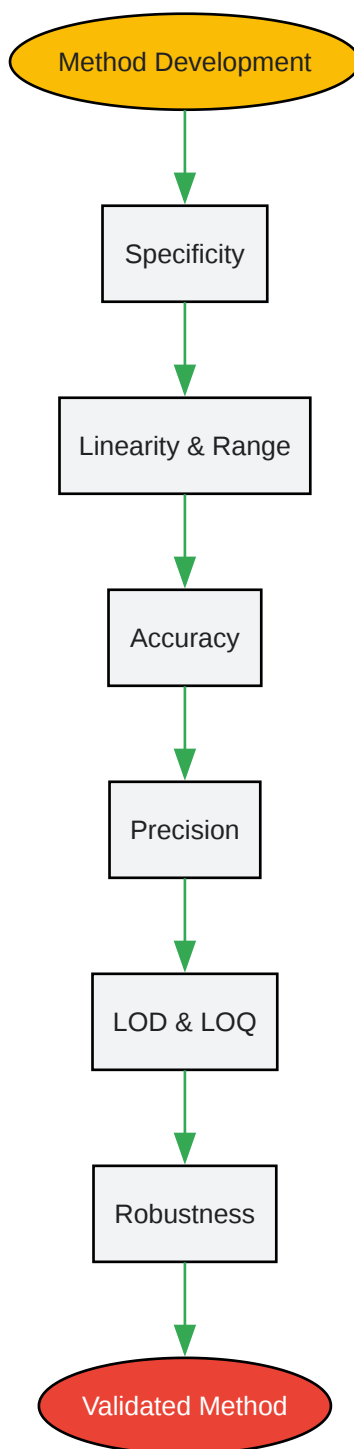 Method Development
Specificity
Linearity & Range
Accuracy
Precision
LOD & LOQ
Robustness
Validated Method